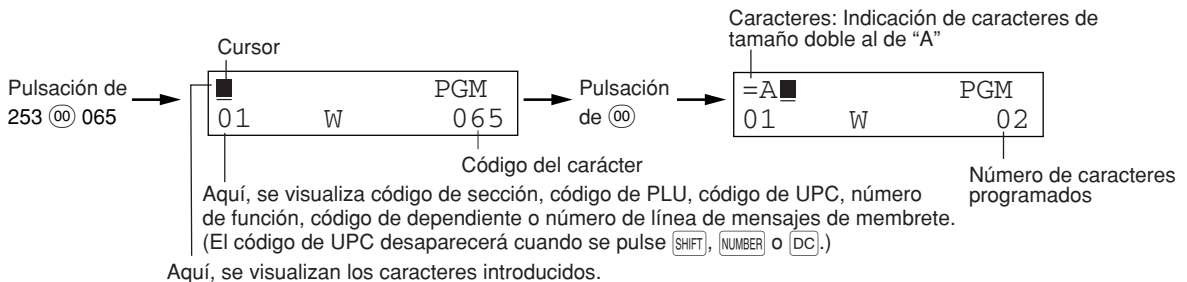 Pulsación de
253 00 065
Cursor
PGM
01 W 065
Código del carácter
Pulsación
de 00
Caracteres: Indicación de caracteres de
tamaño doble al de “A”
=A PGM
01 W 02
Número de caracteres
programados
Aquí, se visualiza código de sección, código de PLU, código de UPC, número
de función, código de dependiente o número de línea de mensajes de membrete.
(El código de UPC desaparecerá cuando se pulse SHIFT, NUMBER o DC.)
Aquí, se visualizan los caracteres introducidos.